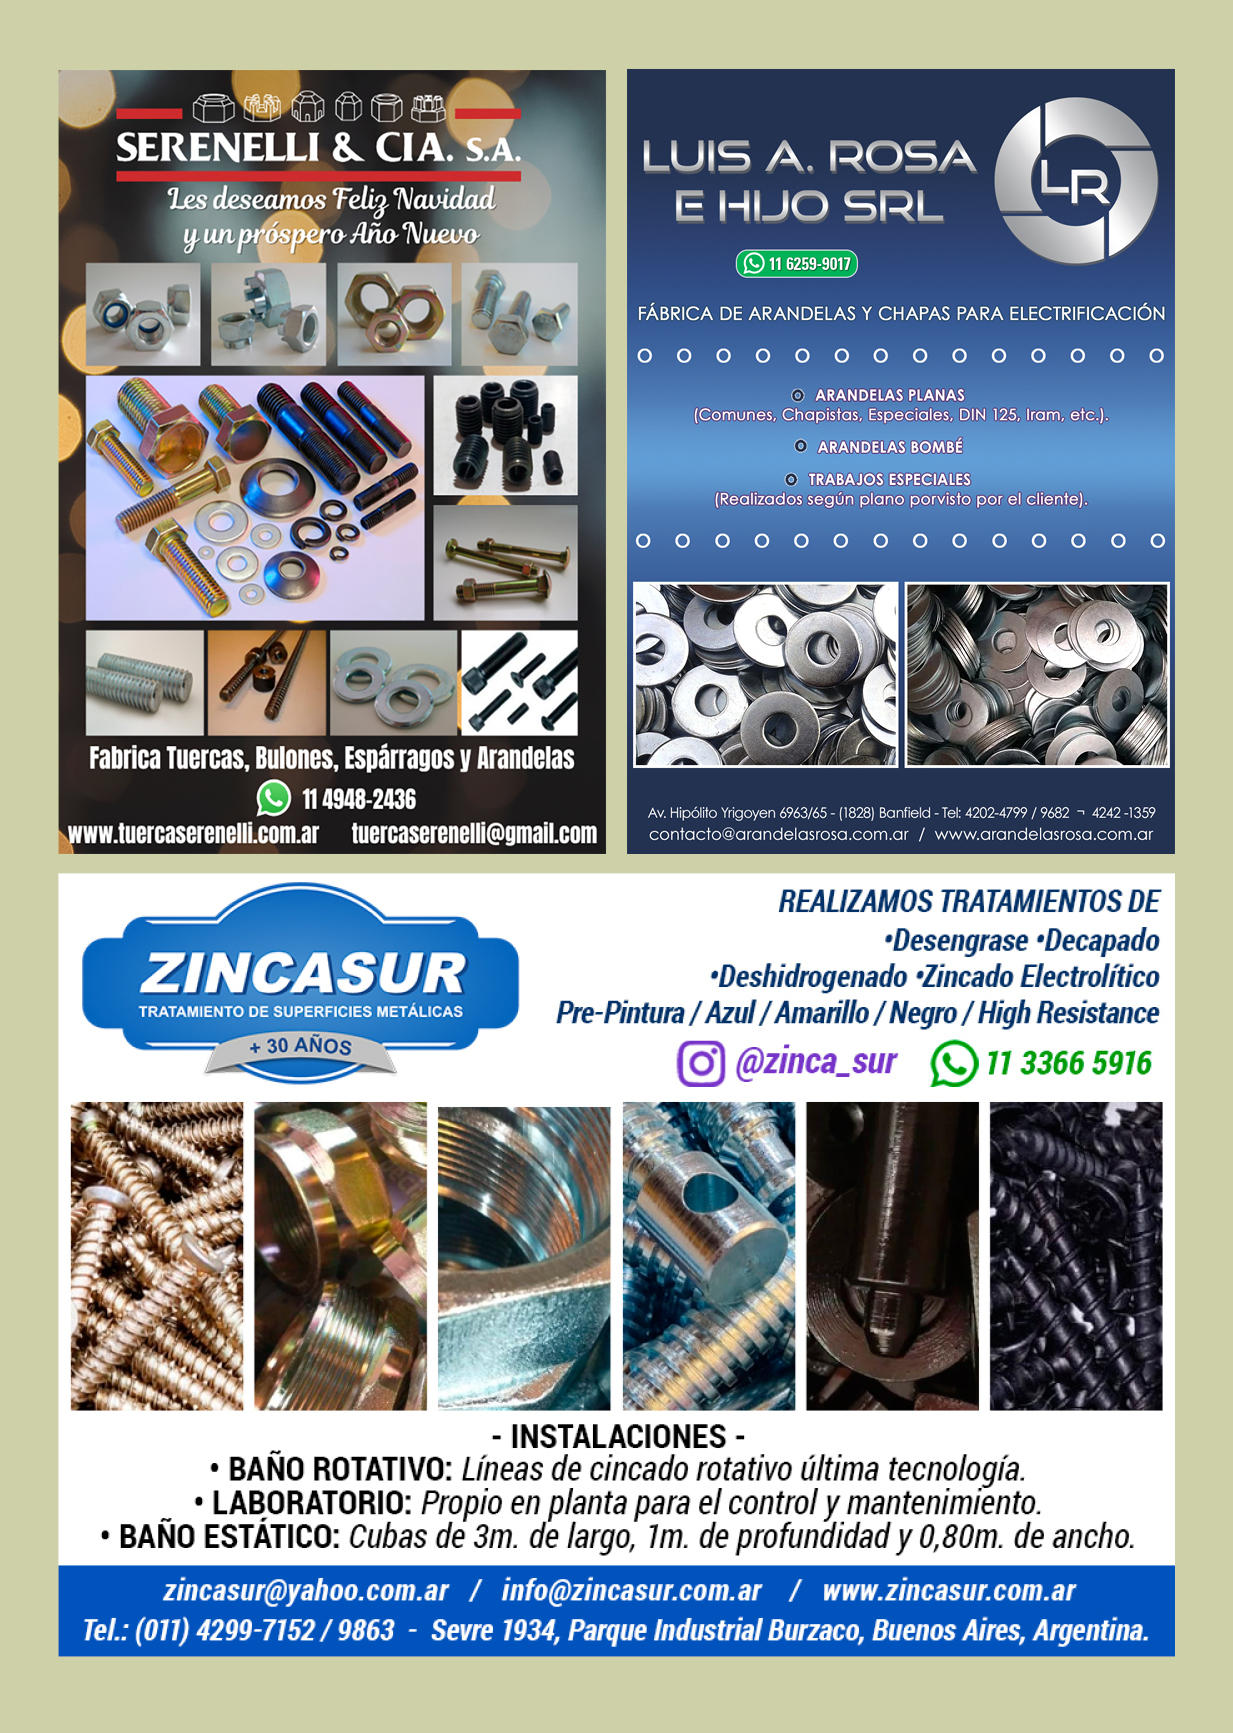 SERENELLI & CIA. S.A.
Les deseamos Feliz Navidad
y un próspero Año Nuevo
Fabrica Tuercas, Bulones, Espárragos y Arandelas
11 4948-2436
www.tuercaserenelli.com.ar tuercaserenelli@gmail.com
LUIS A. ROSA
E HIJO SRL
LR
11 6259-9017
FÁBRICA DE ARANDELAS Y CHAPAS PARA ELECTRIFICACIÓN
ARANDELAS PLANAS
(Comunes, Chapistas, Especiales, DIN 125, Iram, etc.).
ARANDELAS BOMBÉ
TRABAJOS ESPECIALES
(Realizados según plano porvisto por el cliente).
Av. Hipólito Yrigoyen 6963/65 - (1828) Banfield - Tel: 4202-4799 / 9682 ¬ 4242 -1359
contacto@arandelasrosa.com.ar / www.arandelasrosa.com.ar
ZINCASUR
TRATAMIENTO DE SUPERFICIES METÁLICAS
+ 30 AÑOS
REALIZAMOS TRATAMIENTOS DE
•Desengrase •Decapado
•Deshidrogenado •Zincado Electrolítico
Pre-Pintura / Azul / Amarillo / Negro / High Resistance
@zinca_sur 11 3366 5916
- INSTALACIONES -
• BAÑO ROTATIVO: Líneas de cincado rotativo última tecnología.
• LABORATORIO: Propio en planta para el control y mantenimiento.
• BAÑO ESTÁTICO: Cubas de 3m. de largo, 1m. de profundidad y 0,80m. de ancho.
zincasur@yahoo.com.ar / info@zincasur.com.ar / www.zincasur.com.ar
Tel.: (011) 4299-7152 / 9863 - Sevre 1934, Parque Industrial Burzaco, Buenos Aires, Argentina.